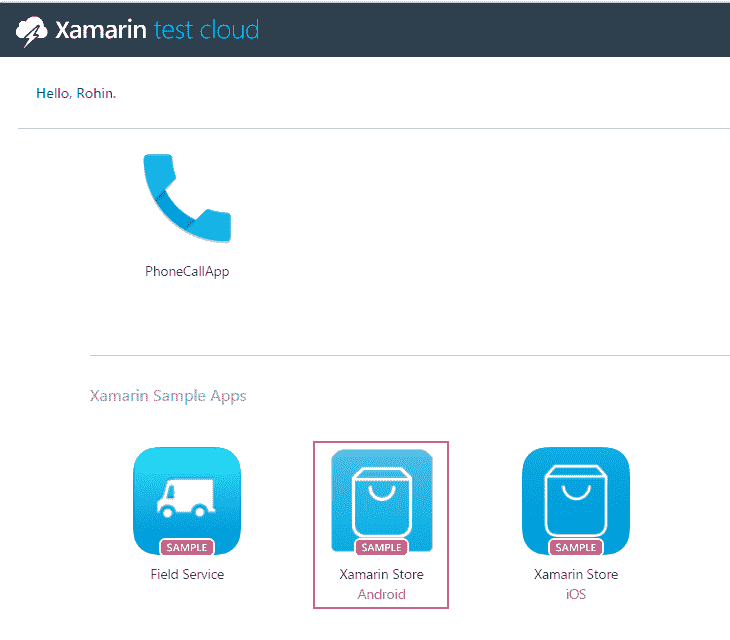 Xamarin test cloud
Hello, Rohin.
PhoneCallApp
Xamarin Sample Apps
SAMPLE
SAMPLE
SAMPLE
Field Service
Xamarin Store
Xamarin Store
Android
iOS